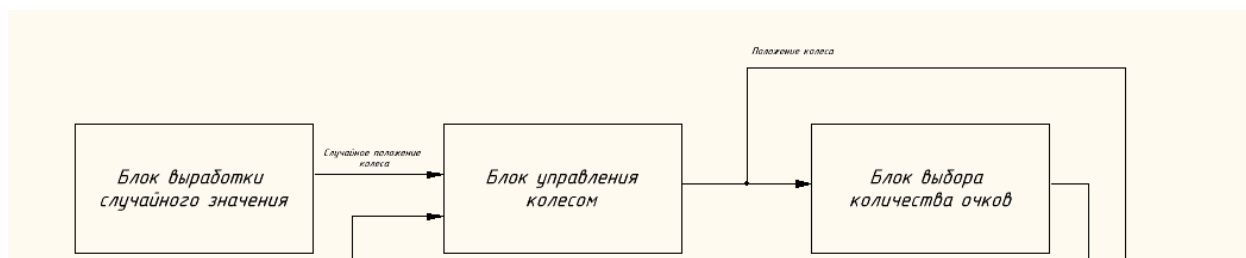 Положение колеса
Блок выработки
случайного значения
Случайное положение
колеса
Блок управления
колесом
Блок выбора
количества очков